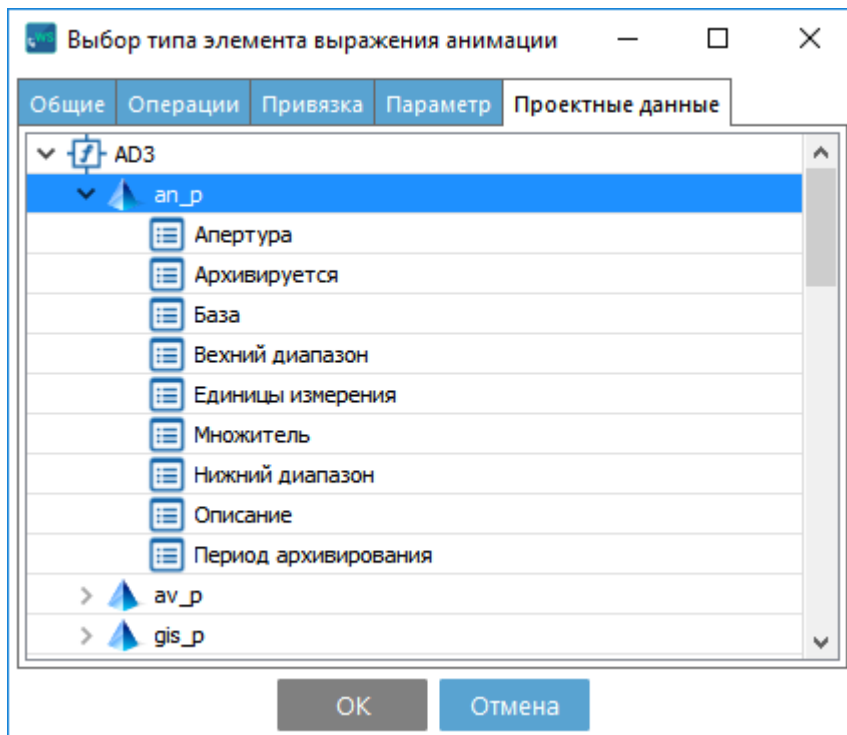 Выбор типа элемента выражения анимации
Общие Операции Привязка Параметр Проектные данные
AD3
an_p
Апертура
Архивируется
База
Вехний диапазон
Единицы измерения
Множитель
Нижний диапазон
Описание
Период архивирования
av_p
gis_p
ОК Отмена